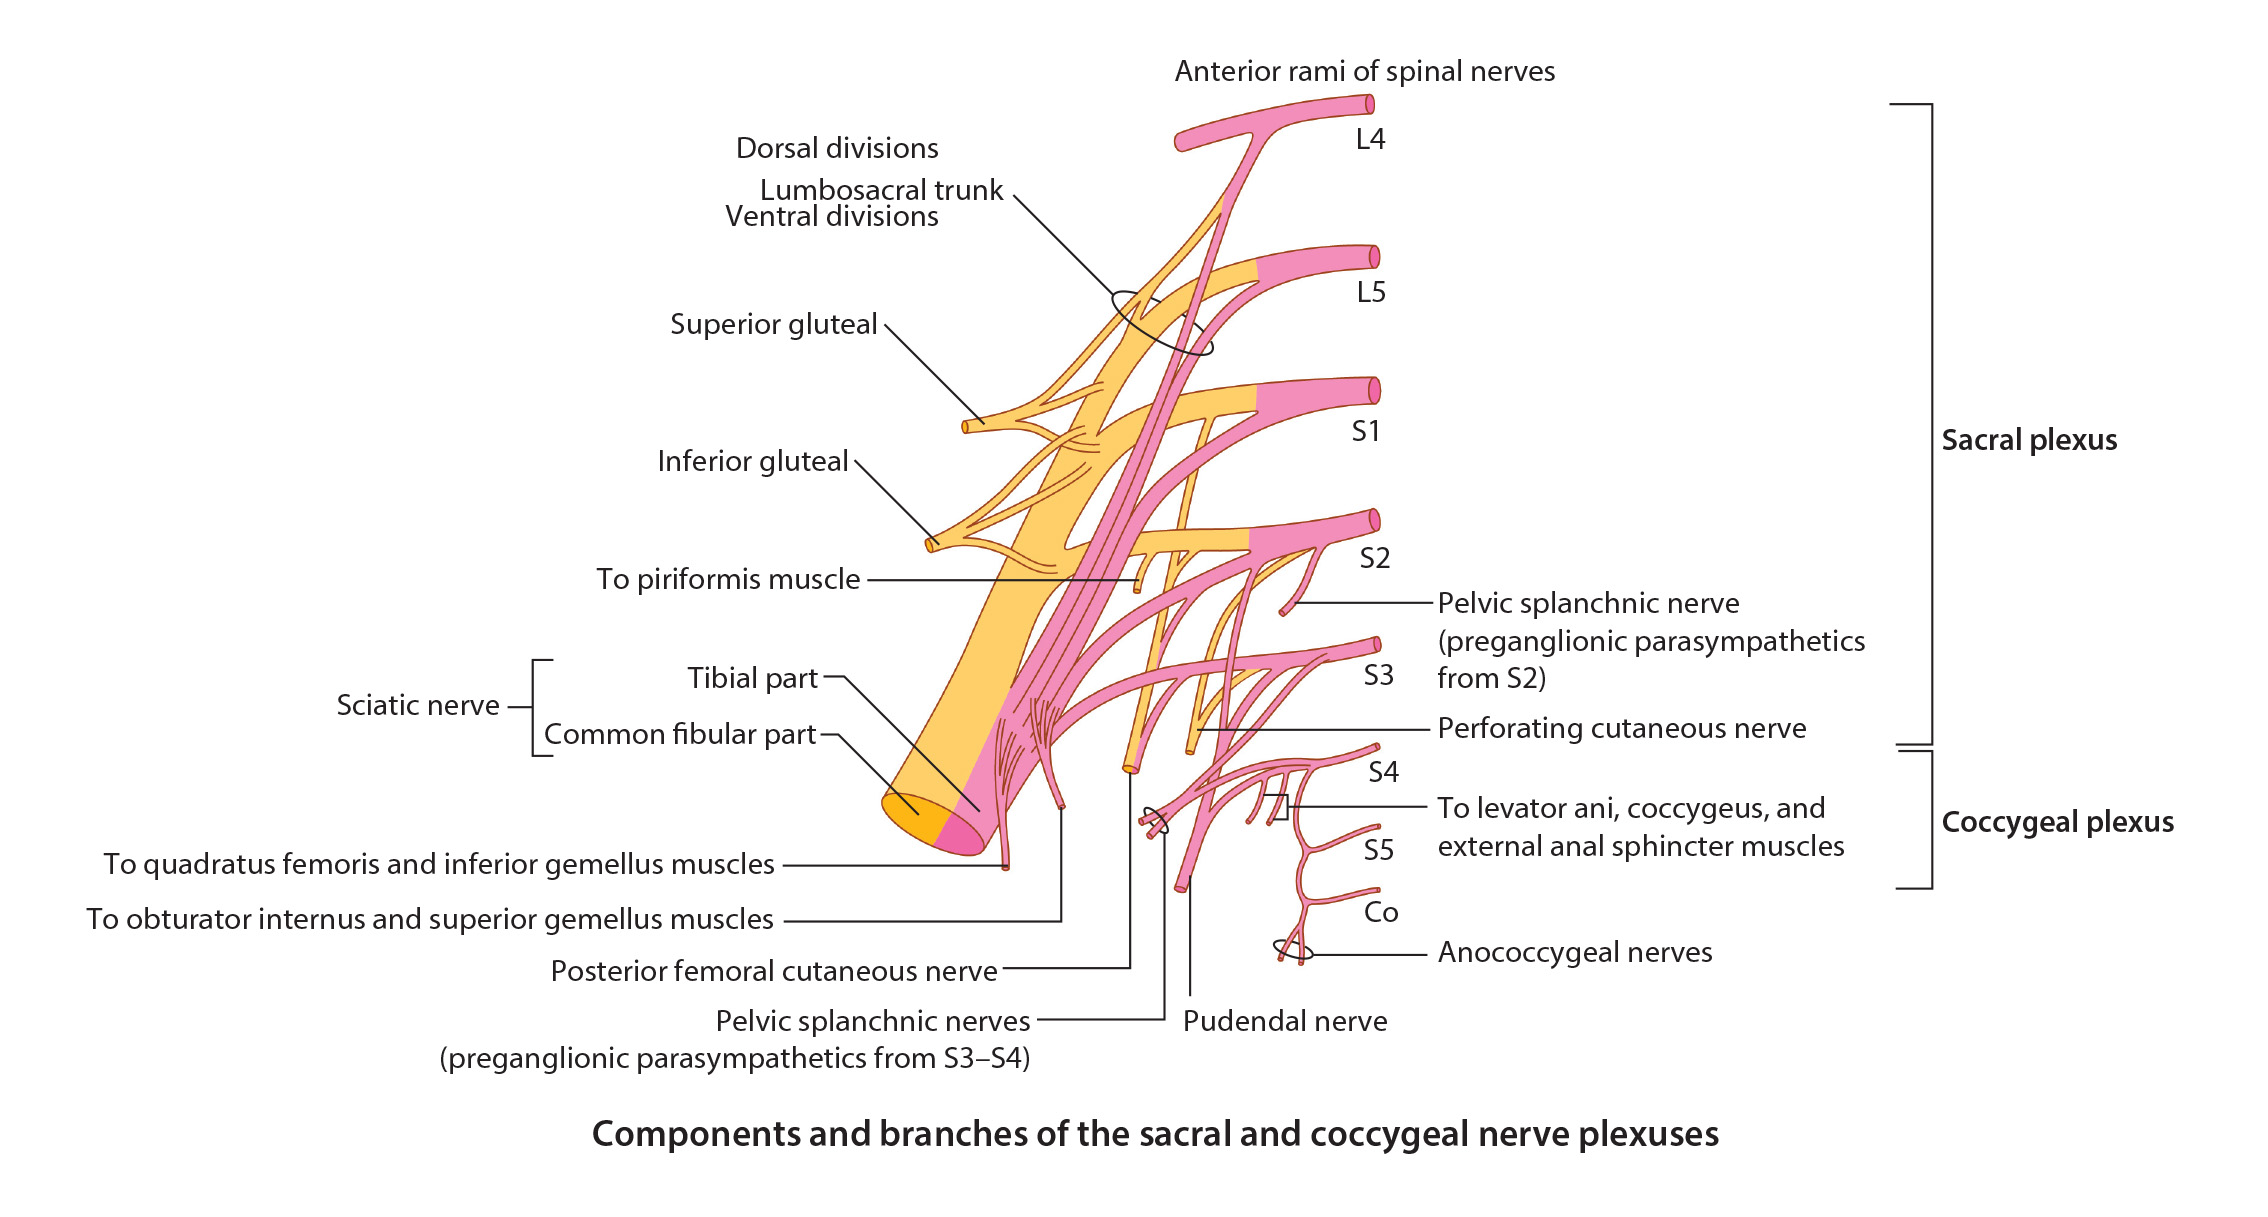 Anterior rami of spinal nerves
L4
Dorsal divisions
Lumbosacral trunk
Ventral divisions
L5
Superior gluteal
S1
Sacral plexus
Inferior gluteal
S2
To piriformis muscle
Pelvic splanchnic nerve
(preganglionic parasympathetics
from S2)
S3
Tibial part
Sciatic nerve
Common fibular part
Perforating cutaneous nerve
S4
To levator ani, coccygeus, and
external anal sphincter muscles
Coccygeal plexus
S5
To quadratus femoris and inferior gemellus muscles
To obturator internus and superior gemellus muscles
Co
Anococcygeal nerves
Posterior femoral cutaneous nerve
Pelvic splanchnic nerves
(preganglionic parasympathetics from S3–S4)
Pudendal nerve
Components and branches of the sacral and coccygeal nerve plexuses